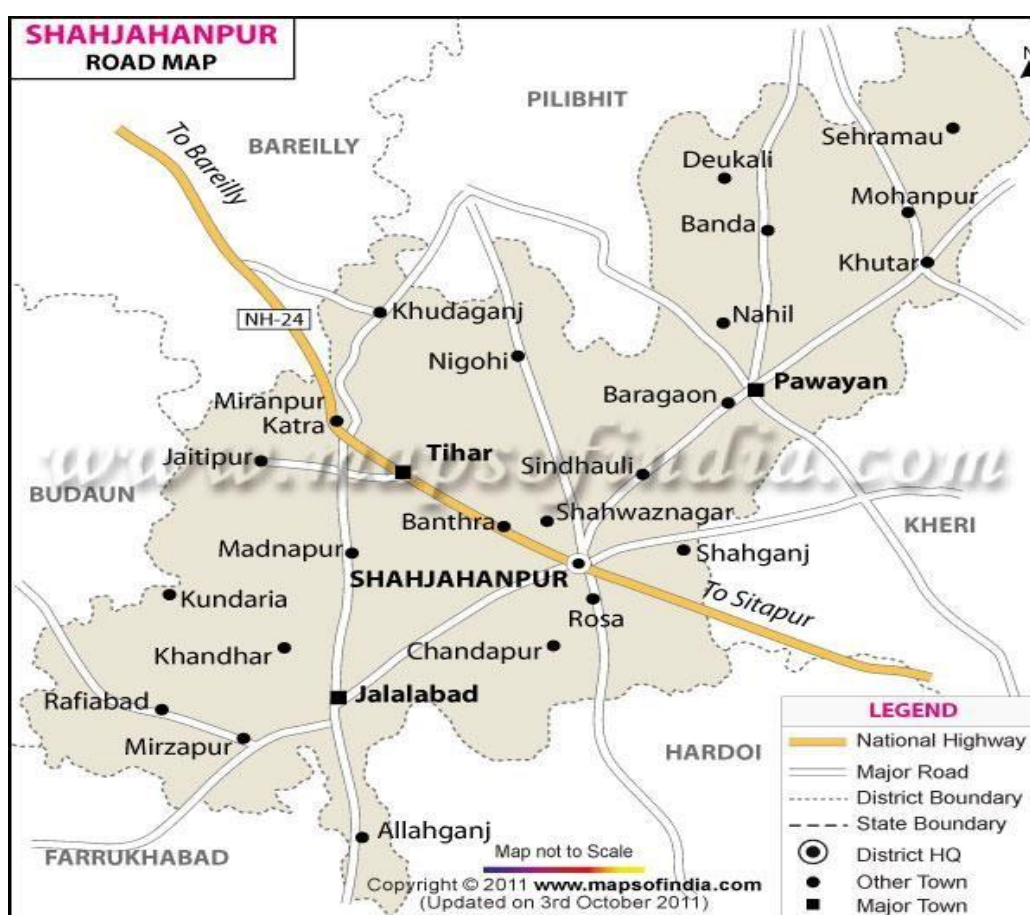 SHAHJAHANPUR
ROAD MAP
N
PILIBHIT
To Bareilly
BAREILLY
Sehramau
Deukali
Mohanpur
Banda
Khutar
Khudaganj
NH-24
Nahil
Nigohi
Pawayan
Baragaon
Miranpur
Katra
www.mapsofindia.com
Tihar
Jaitipur
Sindhauli
BUDAUN
Shahwaznagar
Banthra
KHERI
Madnapur
Shahganj
SHAHJAHANPUR
To Sitapur
Kundaria
Rosa
Chandapur
Khandhar
Jalalabad
Rafiabad
Mirzapur
HARDOI
Allahganj
FARRUKHABAD
Map not to Scale
Copyright © 2011 www.mapsofindia.com
(Updated on 3rd October 2011)
LEGEND
National Highway
Major Road
District Boundary
State Boundary
District HQ
Other Town
Major Town